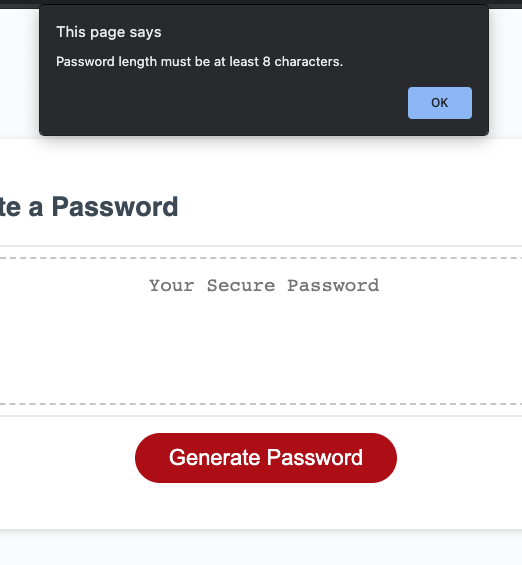 This page says
Password length must be at least 8 characters.
OK
te a Password
Your Secure Password
Generate Password